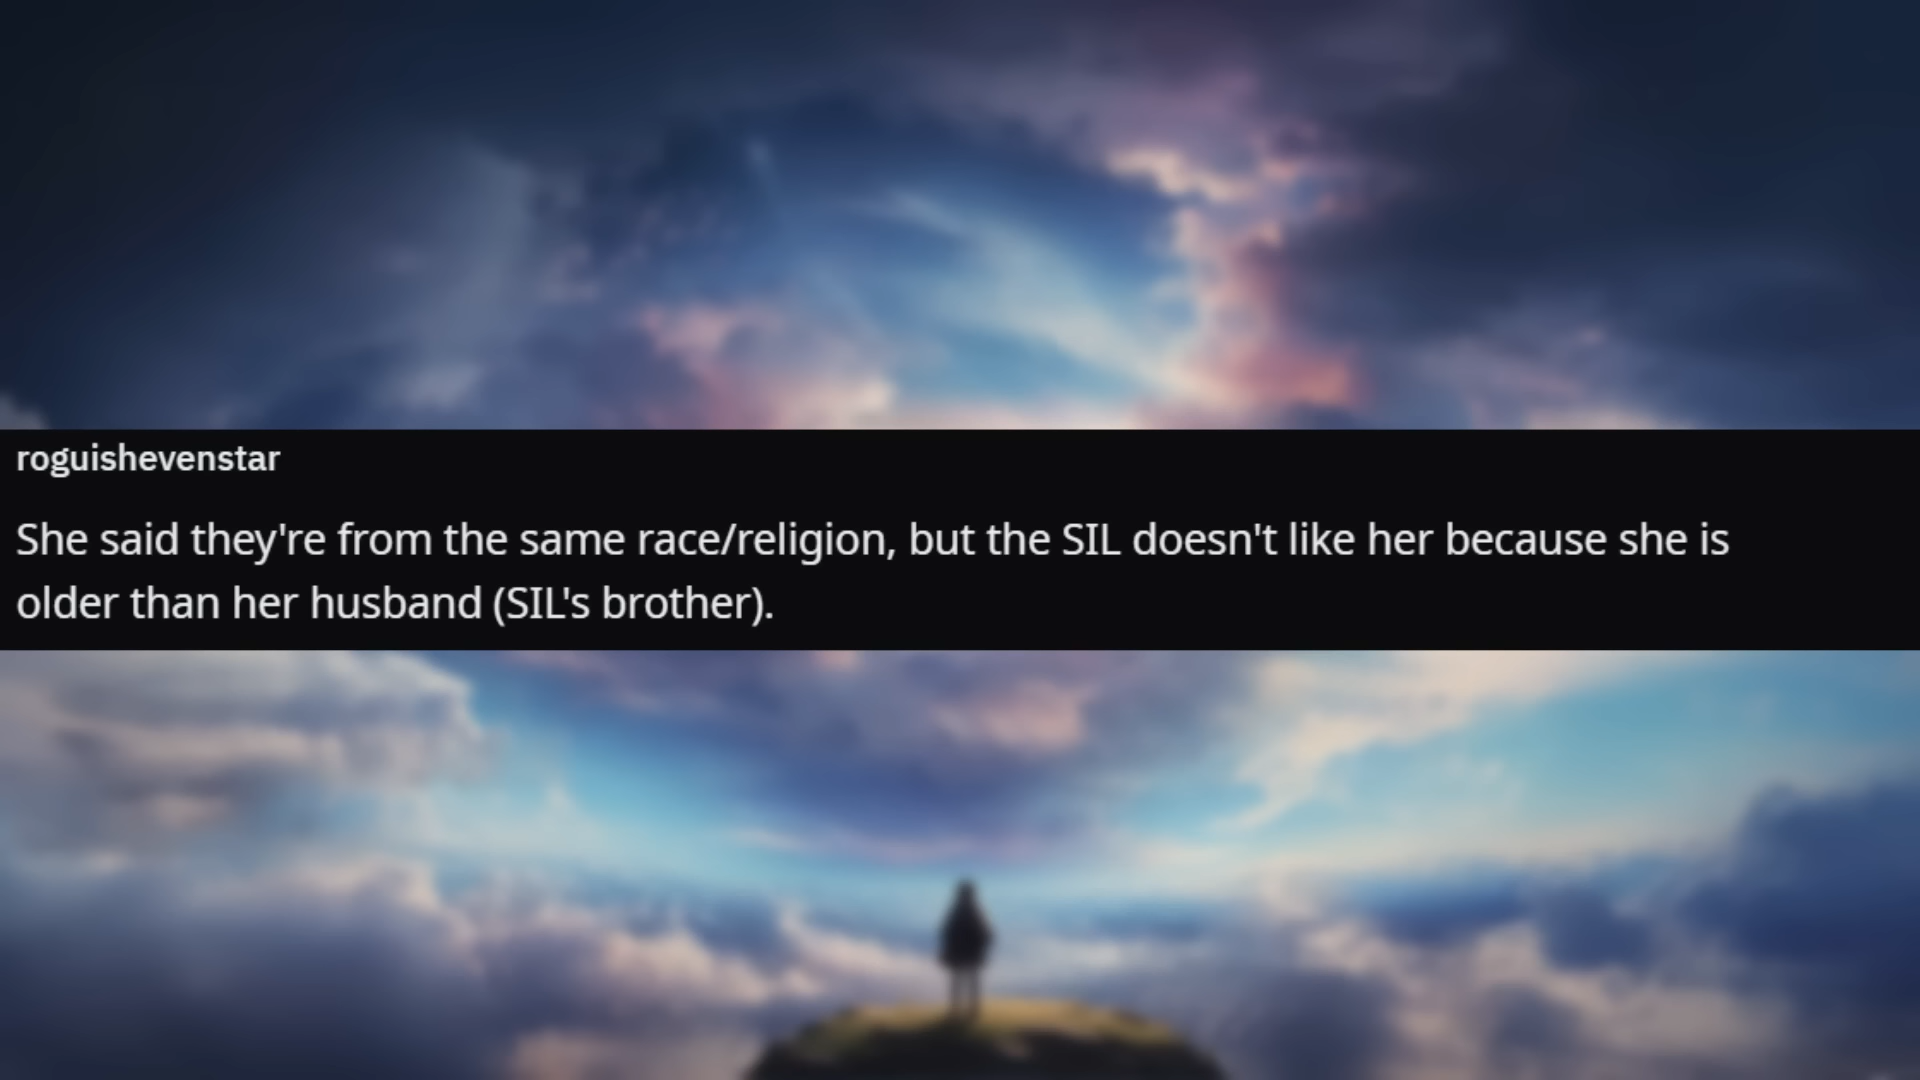 roguishevenstar
She said they're from the same race/religion, but the SIL doesn't like her because she is
older than her husband (SIL's brother).